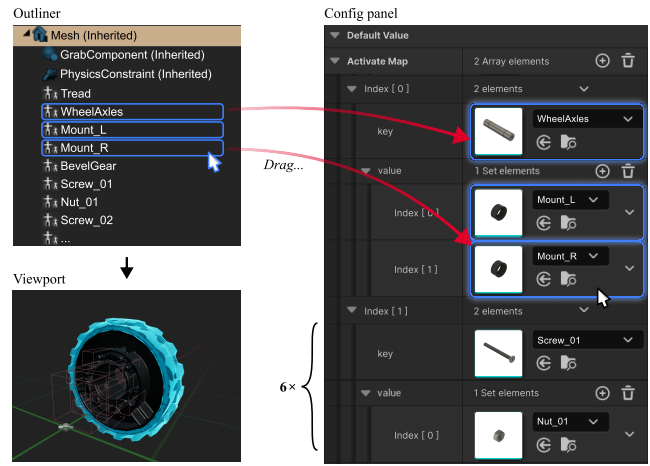 Outliner
Mesh (Inherited)
GrabComponent (Inherited)
PhysicsConstraint (Inherited)
Tread
WheelAxles
Mount_L
Mount_R
BevelGear
Screw_01
Nut_01
Screw_02
...
Drag...
Viewport
Config panel
Default Value
Activate Map 2 Array elements
Index [ 0 ] 2 elements
key WheelAxles
value 1 Set elements
Index [ 0 ] Mount_L
Index [ 1 ] Mount_R
Index [ 1 ] 2 elements
6×
key Screw_01
value 1 Set elements
Index [ 0 ] Nut_01